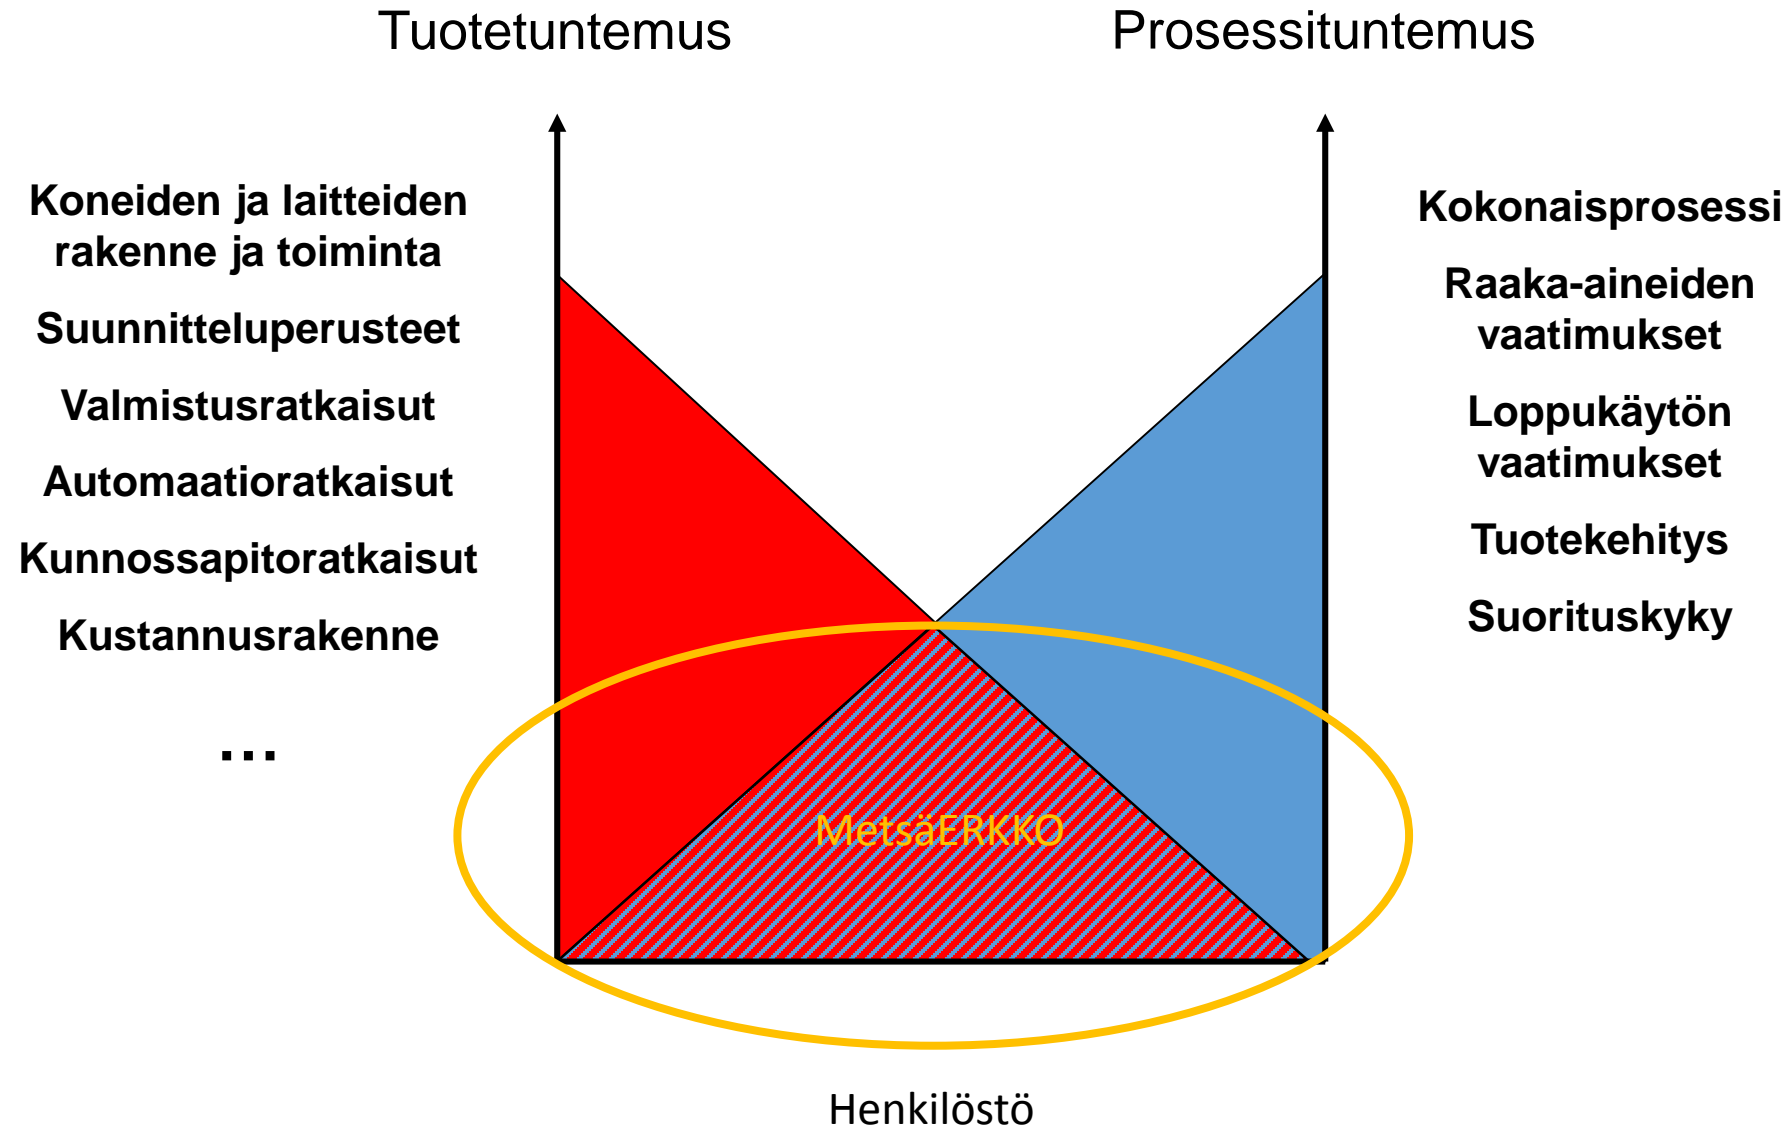 Tuotetuntemus
Prosessituntemus
Koneiden ja laitteiden
rakenne ja toiminta
Suunnitteluperusteet
Valmistusratkaisut
Automaatioratkaisut
Kunnossapitoratkaisut
Kustannusrakenne
...
Kokonaisprosessi
Raaka-aineiden
vaatimukset
Loppukäytön
vaatimukset
Tuotekehitys
Suorituskyky
MetsäERKKO
Henkilöstö